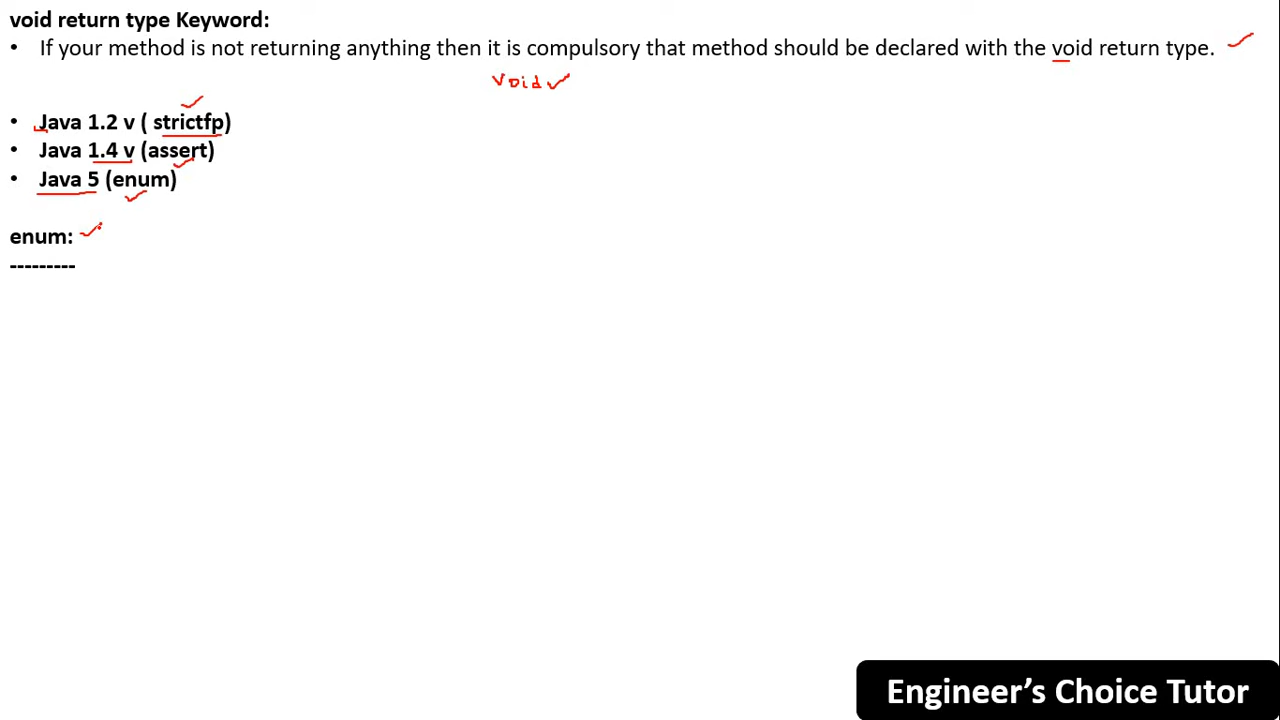 void return type Keyword:
• If your method is not returning anything then it is compulsory that method should be declared with the void return type.
void
• Java 1.2 v ( strictfp)
• Java 1.4 v (assert)
• Java 5 (enum)
enum:
---------
Engineer’s Choice Tutor